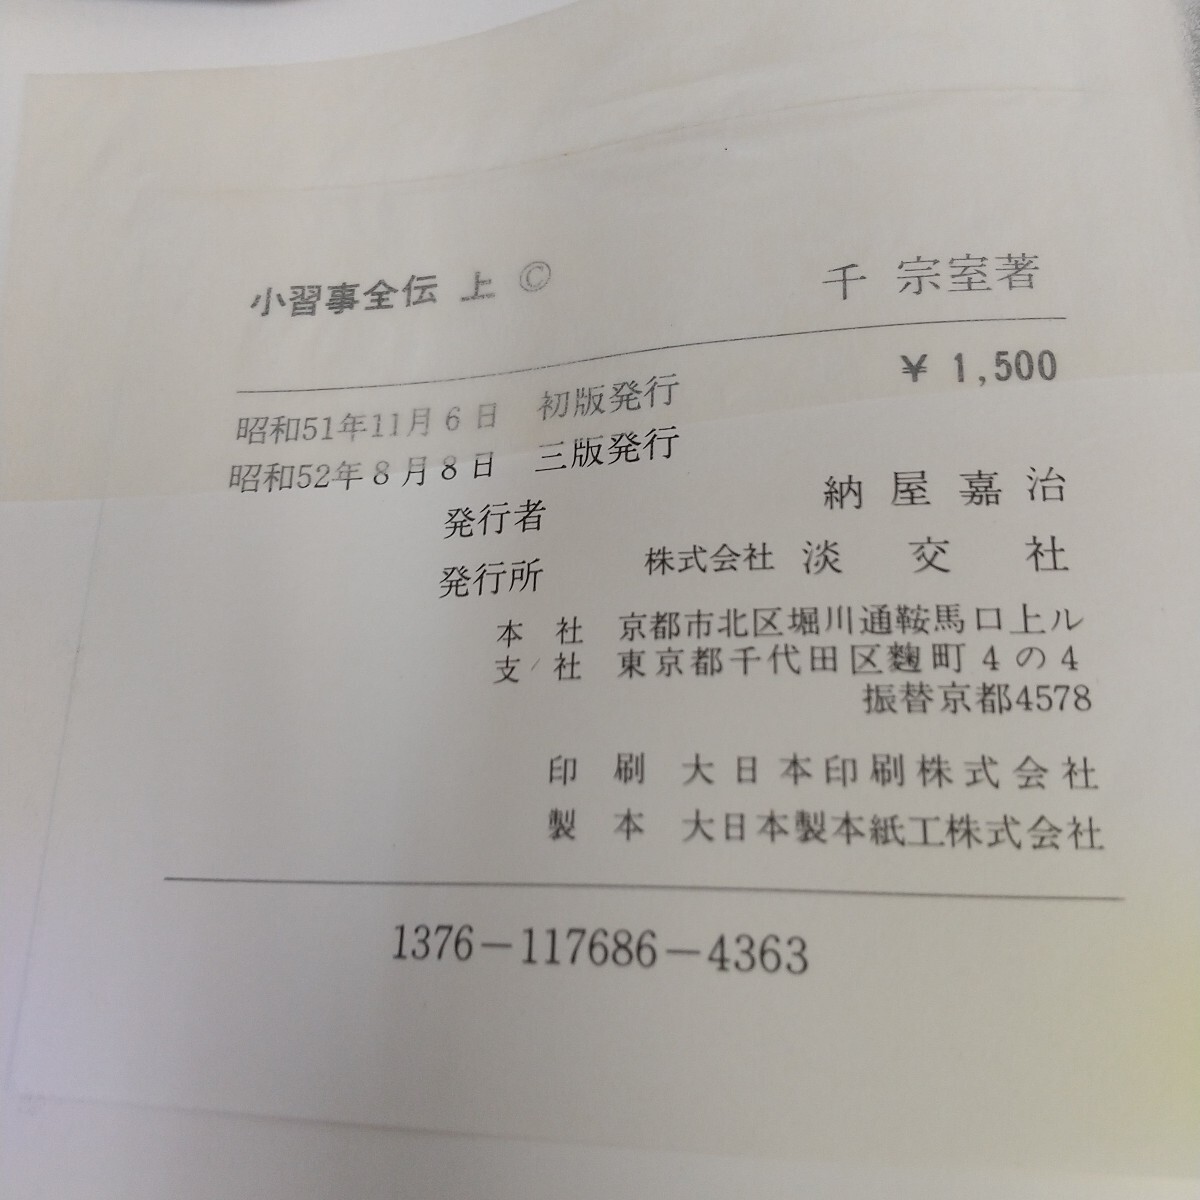 小習事全伝 上 © 千 宗室著
¥ 1,500
昭和51年11月6日 初版発行
昭和52年8月8日 三版発行
発行者 納屋嘉治
発行所 株式会社 淡交社
本社 京都市北区堀川通鞍馬口上ル
支社 東京都千代田区麴町4の4
振替京都4578
印刷 大日本印刷株式会社
製本 大日本製本紙工株式会社
1376-117686-4363